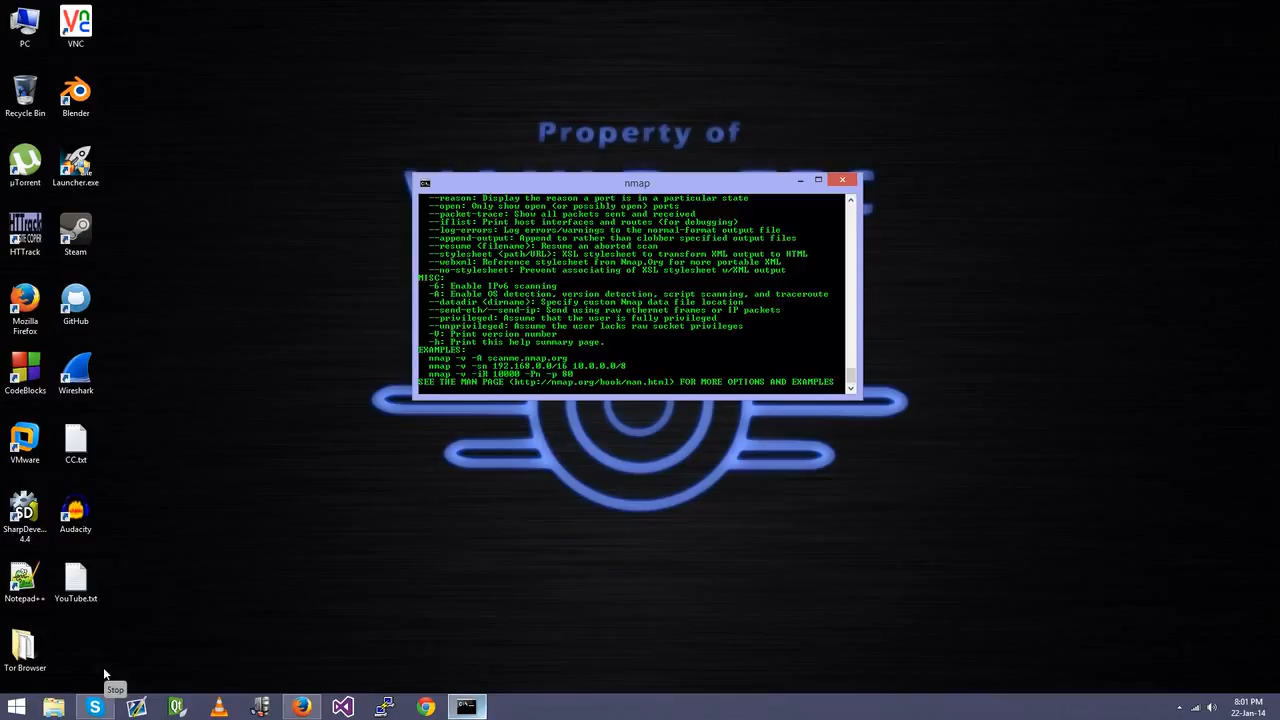 PC
VNC
Recycle Bin
Blender
µTorrent
Launcher.exe
HTTrack
Steam
Mozilla
Firefox
GitHub
CodeBlocks
Wireshark
VMware
CC.txt
SharpDeve...
4.4
Audacity
Notepad++
YouTube.txt
Tor Browser
Stop
Property of
nmap
--reason: Display the reason a port is in a particular state
--open: Only show open (or possibly open) ports
--packet-trace: Show all packets sent and received
--iflist: Print host interfaces and routes (for debugging)
--log-errors: Log errors/warnings to the normal-format output file
--append-output: Append to rather than clobber specified output files
--resume <filename>: Resume an aborted scan
--stylesheet <path/URL>: XSL stylesheet to transform XML output to HTML
--webxml: Reference stylesheet from Nmap.Org for more portable XML
--no-stylesheet: Prevent associating of XSL stylesheet w/XML output
MISC:
-6: Enable IPv6 scanning
-A: Enable OS detection, version detection, script scanning, and traceroute
--datadir <dirname>: Specify custom Nmap data file location
--send-eth/--send-ip: Send using raw ethernet frames or IP packets
--privileged: Assume that the user is fully privileged
--unprivileged: Assume the user lacks raw socket privileges
-V: Print version number
-h: Print this help summary page.
EXAMPLES:
nmap -v -A scanme.nmap.org
nmap -v -sn 192.168.0.0/16 10.0.0.0/8
nmap -v -iR 10000 -Pn -p 80
SEE THE MAN PAGE (http://nmap.org/book/man.html) FOR MORE OPTIONS AND EXAMPLES
8:01 PM
22-Jan-14